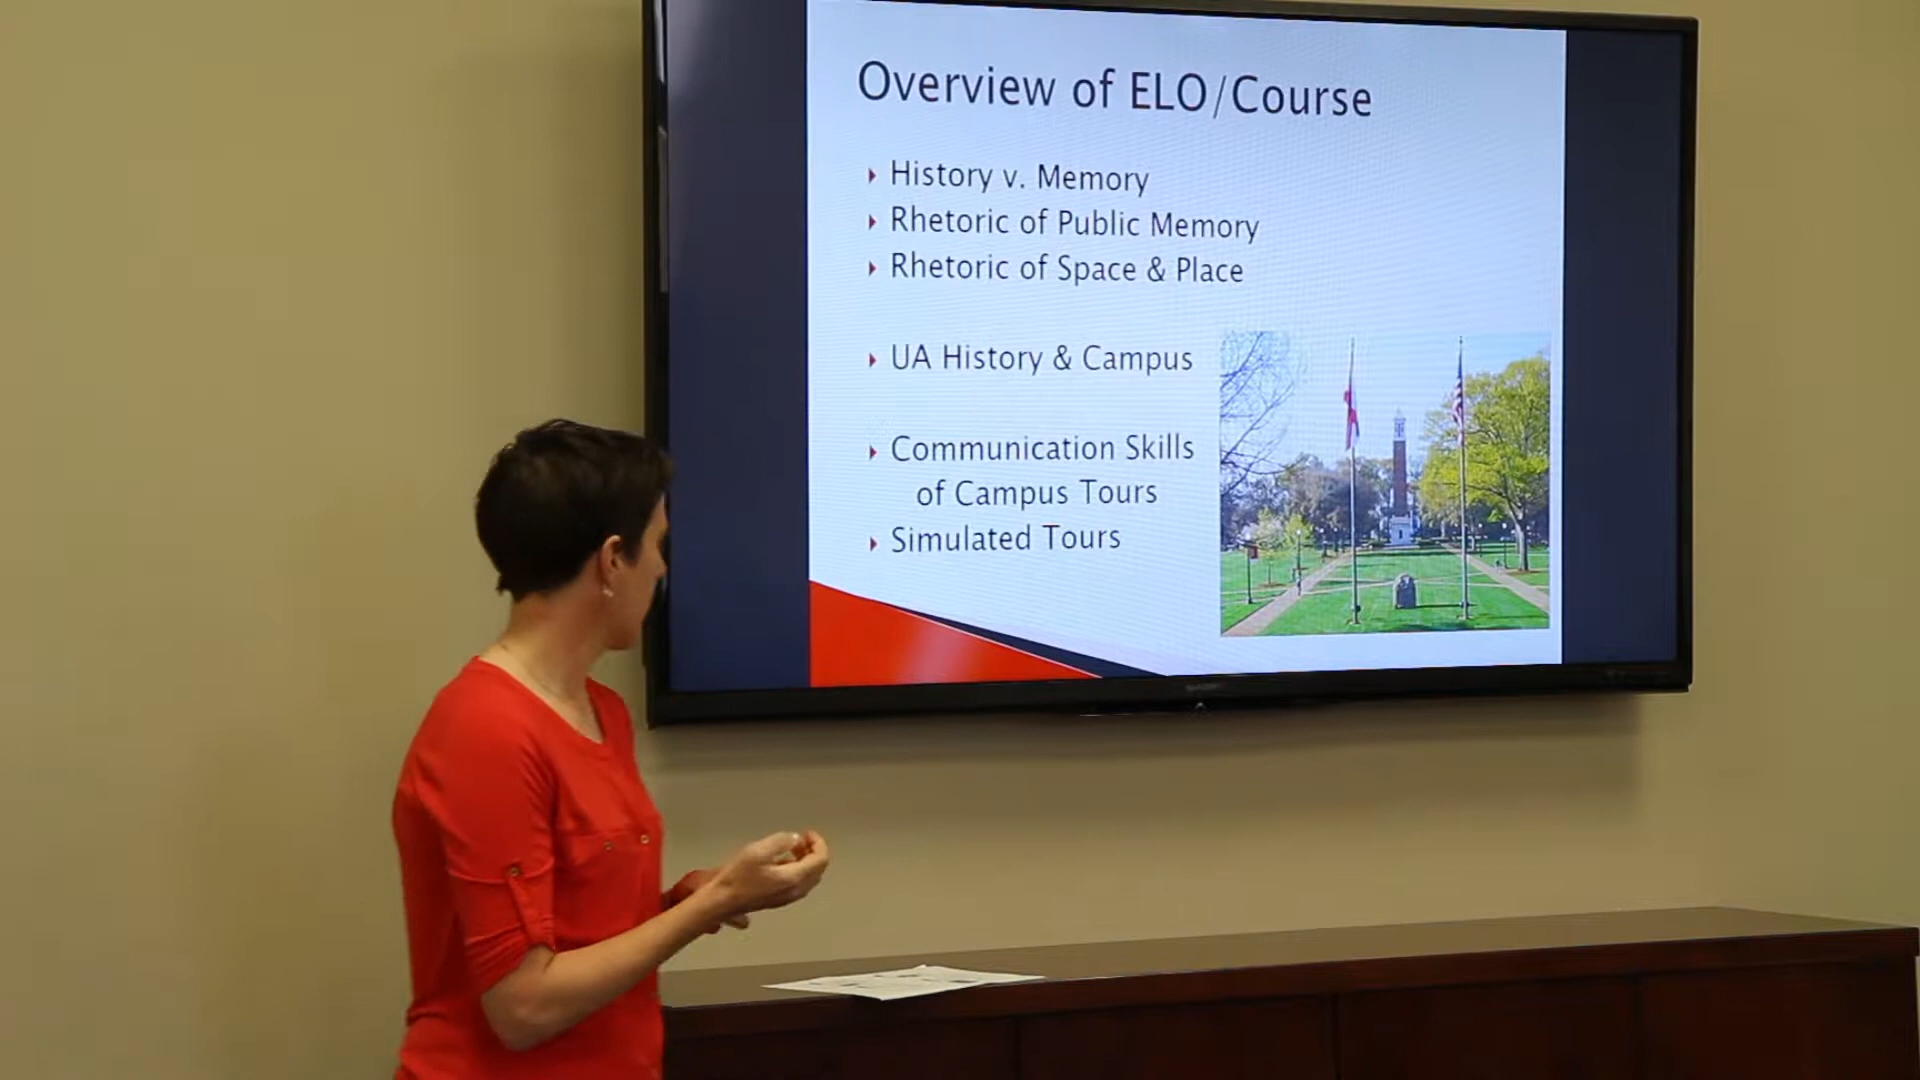 Overview of ELO/Course
History v. Memory
Rhetoric of Public Memory
Rhetoric of Space & Place
UA History & Campus
Communication Skills
of Campus Tours
Simulated Tours